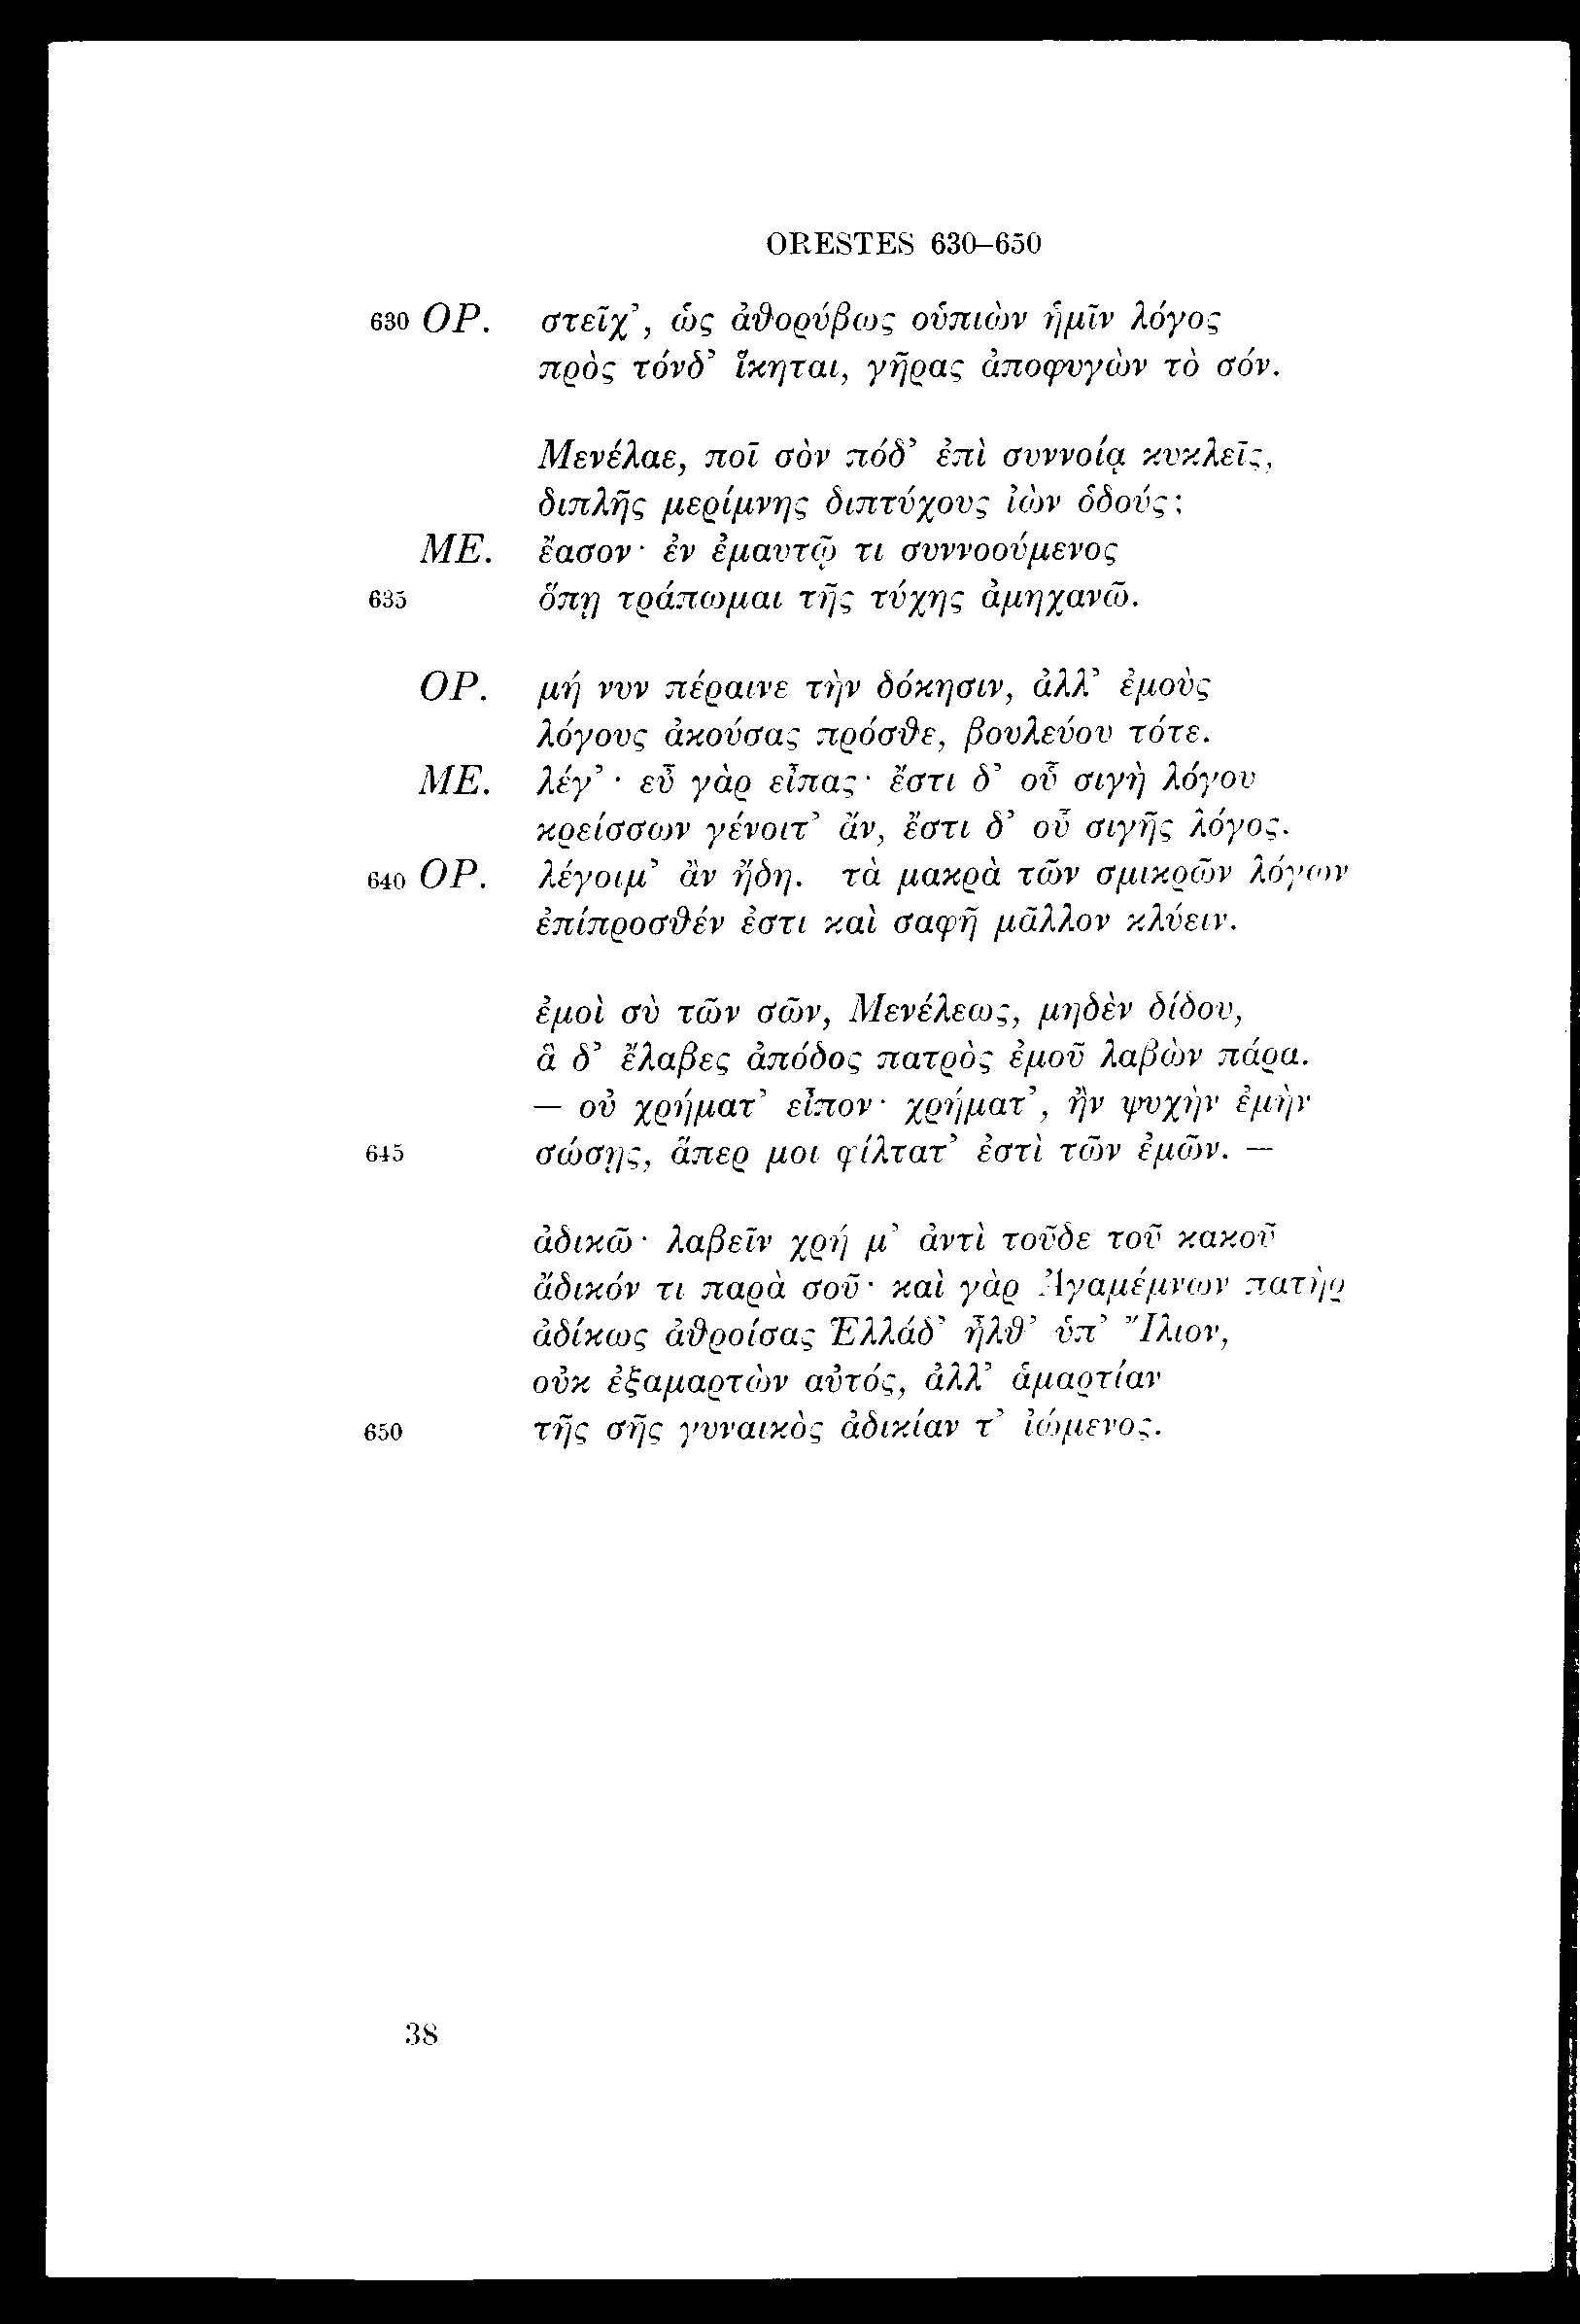 ORESTES 630–650
630 ΟΡ. στεῖχ’, ὡς ἀθορύβως οὑπιὼν ἡμῖν λόγος
πρὸς τόνδ’ ἵκηται, γῆρας ἀποφυγὼν τὸ σόν.
Μενέλαε, ποῖ σὸν πόδ’ ἐπὶ συννοίᾳ κυκλεῖς,
διπλῆς μερίμνης διπτύχους ἰὼν ὁδούς;
ΜΕ. ἔασον· ἐν ἐμαυτῷ τι συννοούμενος
635 ὅπῃ τράπωμαι τῆς τύχης ἀμηχανῶ.
ΟΡ. μή νυν πέραινε τὴν δόκησιν, ἀλλ’ ἐμοὺς
λόγους ἀκούσας πρόσθε, βουλεύου τότε.
ΜΕ. λέγ’· εὖ γὰρ εἶπας· ἔστι δ’ οὗ σιγὴ λόγου
κρείσσων γένοιτ’ ἄν, ἔστι δ’ οὗ σιγῆς λόγος.
640 ΟΡ. λέγοιμ’ ἂν ἤδη. τὰ μακρὰ τῶν σμικρῶν λόγων
ἐπίπροσθέν ἐστι καὶ σαφῆ μᾶλλον κλύειν.
ἐμοὶ σὺ τῶν σῶν, Μενέλεως, μηδὲν δίδου,
ἃ δ’ ἔλαβες ἀπόδος πατρὸς ἐμοῦ λαβὼν πάρα.
— οὐ χρήματ’ εἶπον· χρήματ’, ἢν ψυχὴν ἐμὴν
645 σώσῃς, ἅπερ μοι φίλτατ’ ἐστὶ τῶν ἐμῶν. —
ἀδικῶ· λαβεῖν χρή μ’ ἀντὶ τοῦδε τοῦ κακοῦ
ἄδικόν τι παρὰ σοῦ· καὶ γὰρ Ἀγαμέμνων πατὴρ
ἀδίκως ἀθροίσας Ἑλλάδ’ ἦλθ’ ὑπ’ Ἴλιον,
οὐκ ἐξαμαρτὼν αὐτός, ἀλλ’ ἁμαρτίαν
650 τῆς σῆς γυναικὸς ἀδικίαν τ’ ἰώμενος.
38